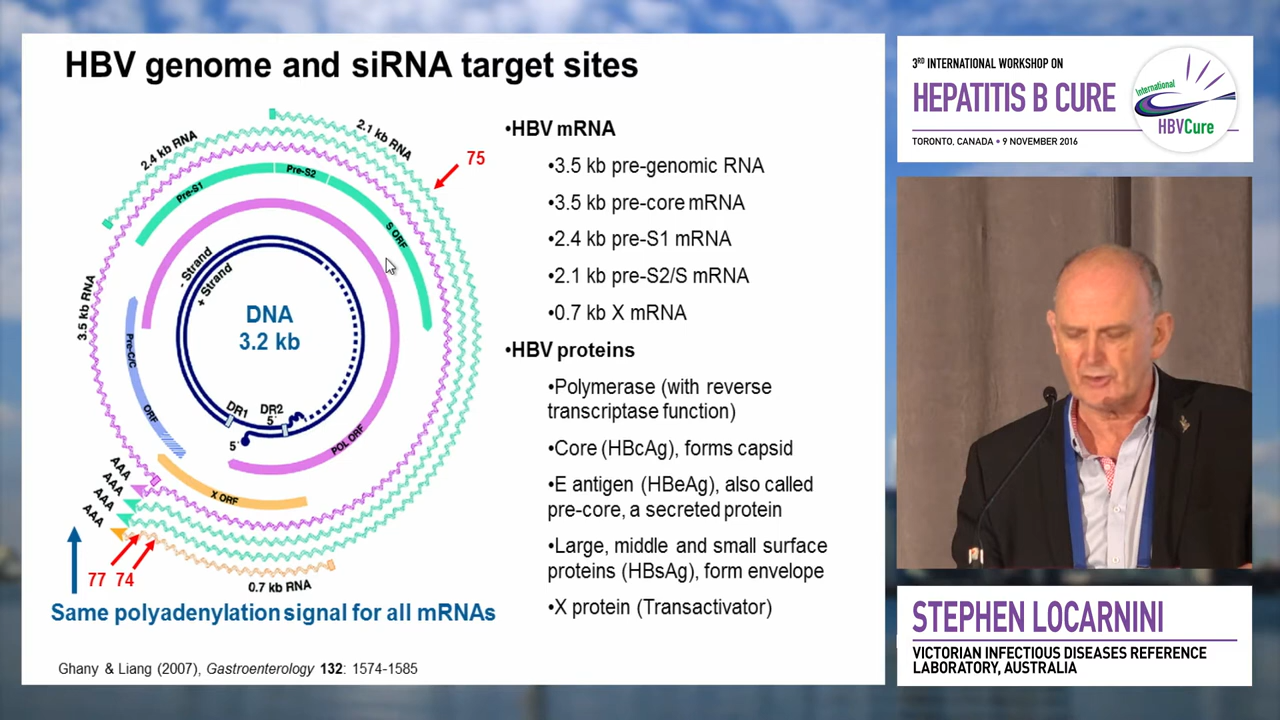 HBV genome and siRNA target sites
2.4 kb RNA
2.1 kb RNA
75
Pre-S1
Pre-S2
S ORF
3.5 kb RNA
- Strand
+ Strand
DNA
3.2 kb
Pre-C/C
ORF
DR1
DR2
5'
5'
POL ORF
X ORF
AAA
AAA
AAA
AAA
77
74
0.7 kb RNA
Same polyadenylation signal for all mRNAs
•HBV mRNA
•3.5 kb pre-genomic RNA
•3.5 kb pre-core mRNA
•2.4 kb pre-S1 mRNA
•2.1 kb pre-S2/S mRNA
•0.7 kb X mRNA
•HBV proteins
•Polymerase (with reverse
transcriptase function)
•Core (HBcAg), forms capsid
•E antigen (HBeAg), also called
pre-core, a secreted protein
•Large, middle and small surface
proteins (HBsAg), form envelope
•X protein (Transactivator)
Ghany & Liang (2007), Gastroenterology 132: 1574-1585
3RD INTERNATIONAL WORKSHOP ON
HEPATITIS B CURE
TORONTO, CANADA • 9 NOVEMBER 2016
International
HBVCure
STEPHEN LOCARNINI
VICTORIAN INFECTIOUS DISEASES REFERENCE
LABORATORY, AUSTRALIA